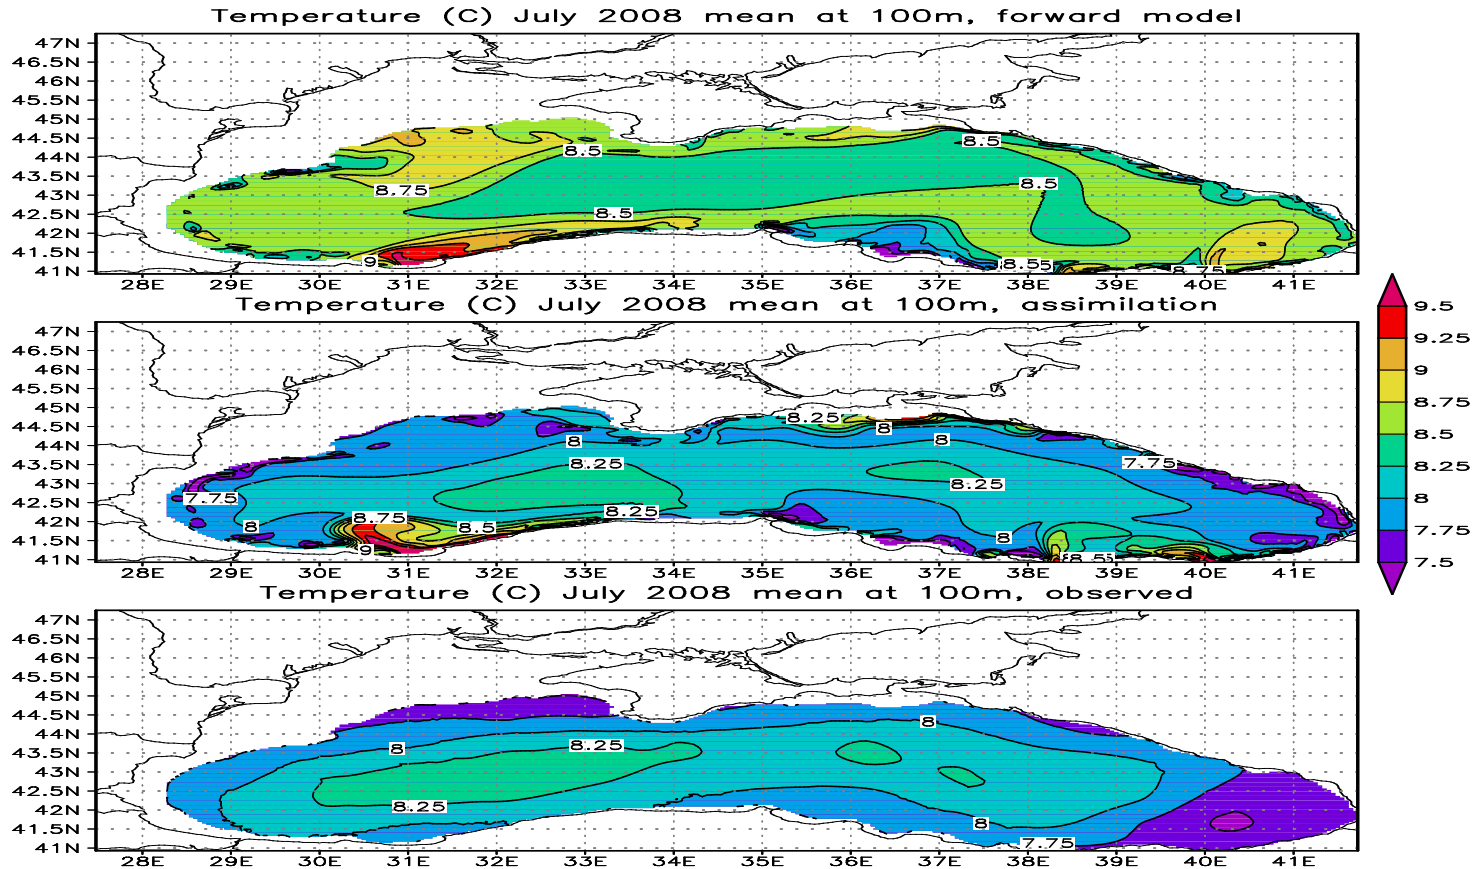 Temperature (C) July 2008 mean at 100m, forward model
47N
46.5N
46N
45.5N
45N
44.5N
44N
43.5N
43N
42.5N
42N
41.5N
41N
8.5
8.5
8.75
8.5
8.5
9
8.55
8.75
28E 29E 30E 31E 32E 33E 34E 35E 36E 37E 38E 39E 40E 41E
Temperature (C) July 2008 mean at 100m, assimilation
47N
46.5N
46N
45.5N
45N
44.5N
44N
43.5N
43N
42.5N
42N
41.5N
41N
8.25
8
8
8
8.25
7.75
8.25
7.75
8.25
8.75
8
8.5
8
9
28E 29E 30E 31E 32E 33E 34E 35E 36E 37E 38E 39E 40E 41E
9.5
9.25
9
8.75
8.5
8.25
8
7.75
7.5
Temperature (C) July 2008 mean at 100m, observed
47N
46.5N
46N
45.5N
45N
44.5N
44N
43.5N
43N
42.5N
42N
41.5N
41N
8
8
8.25
8.25
8
7.75
28E 29E 30E 31E 32E 33E 34E 35E 36E 37E 38E 39E 40E 41E